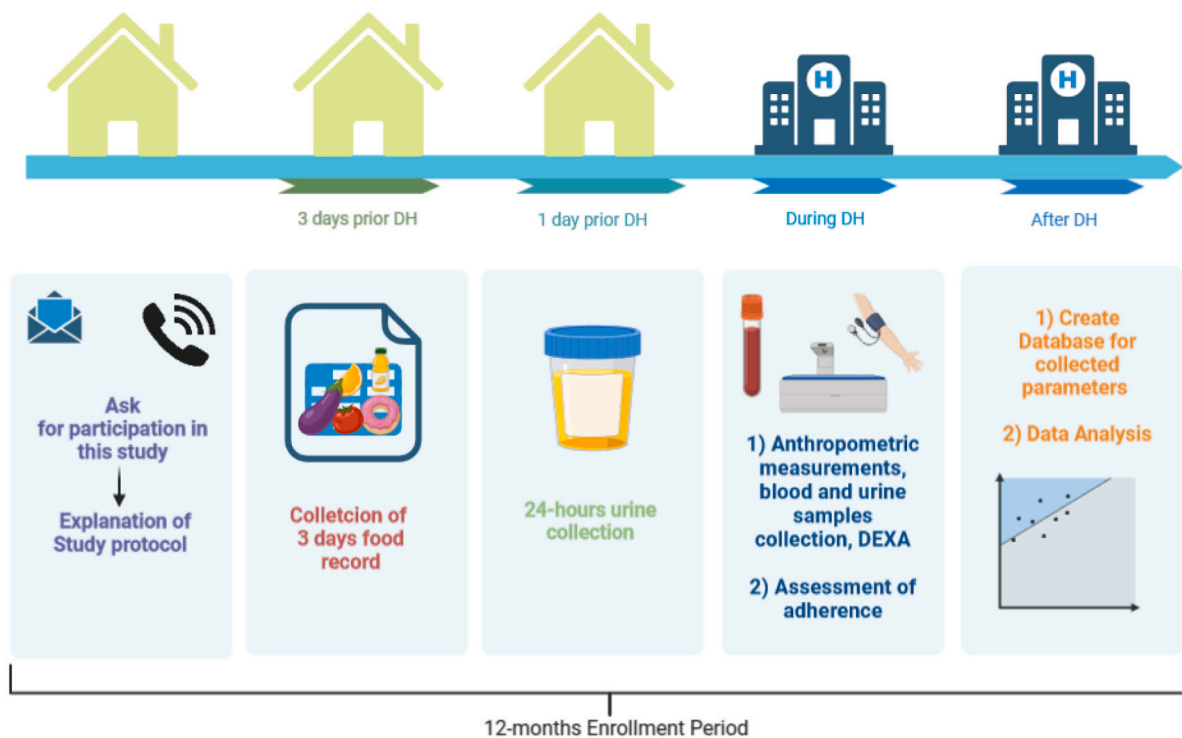 H
H
3 days prior DH
1 day prior DH
During DH
After DH
Ask
for participation in
this study
Explanation of
Study protocol
Colletcion of
3 days food
record
24-hours urine
collection
1) Anthropometric
measurements,
blood and urine
samples
collection, DEXA
2) Assessment of
adherence
1) Create
Database for
collected
parameters
2) Data Analysis
12-months Enrollment Period